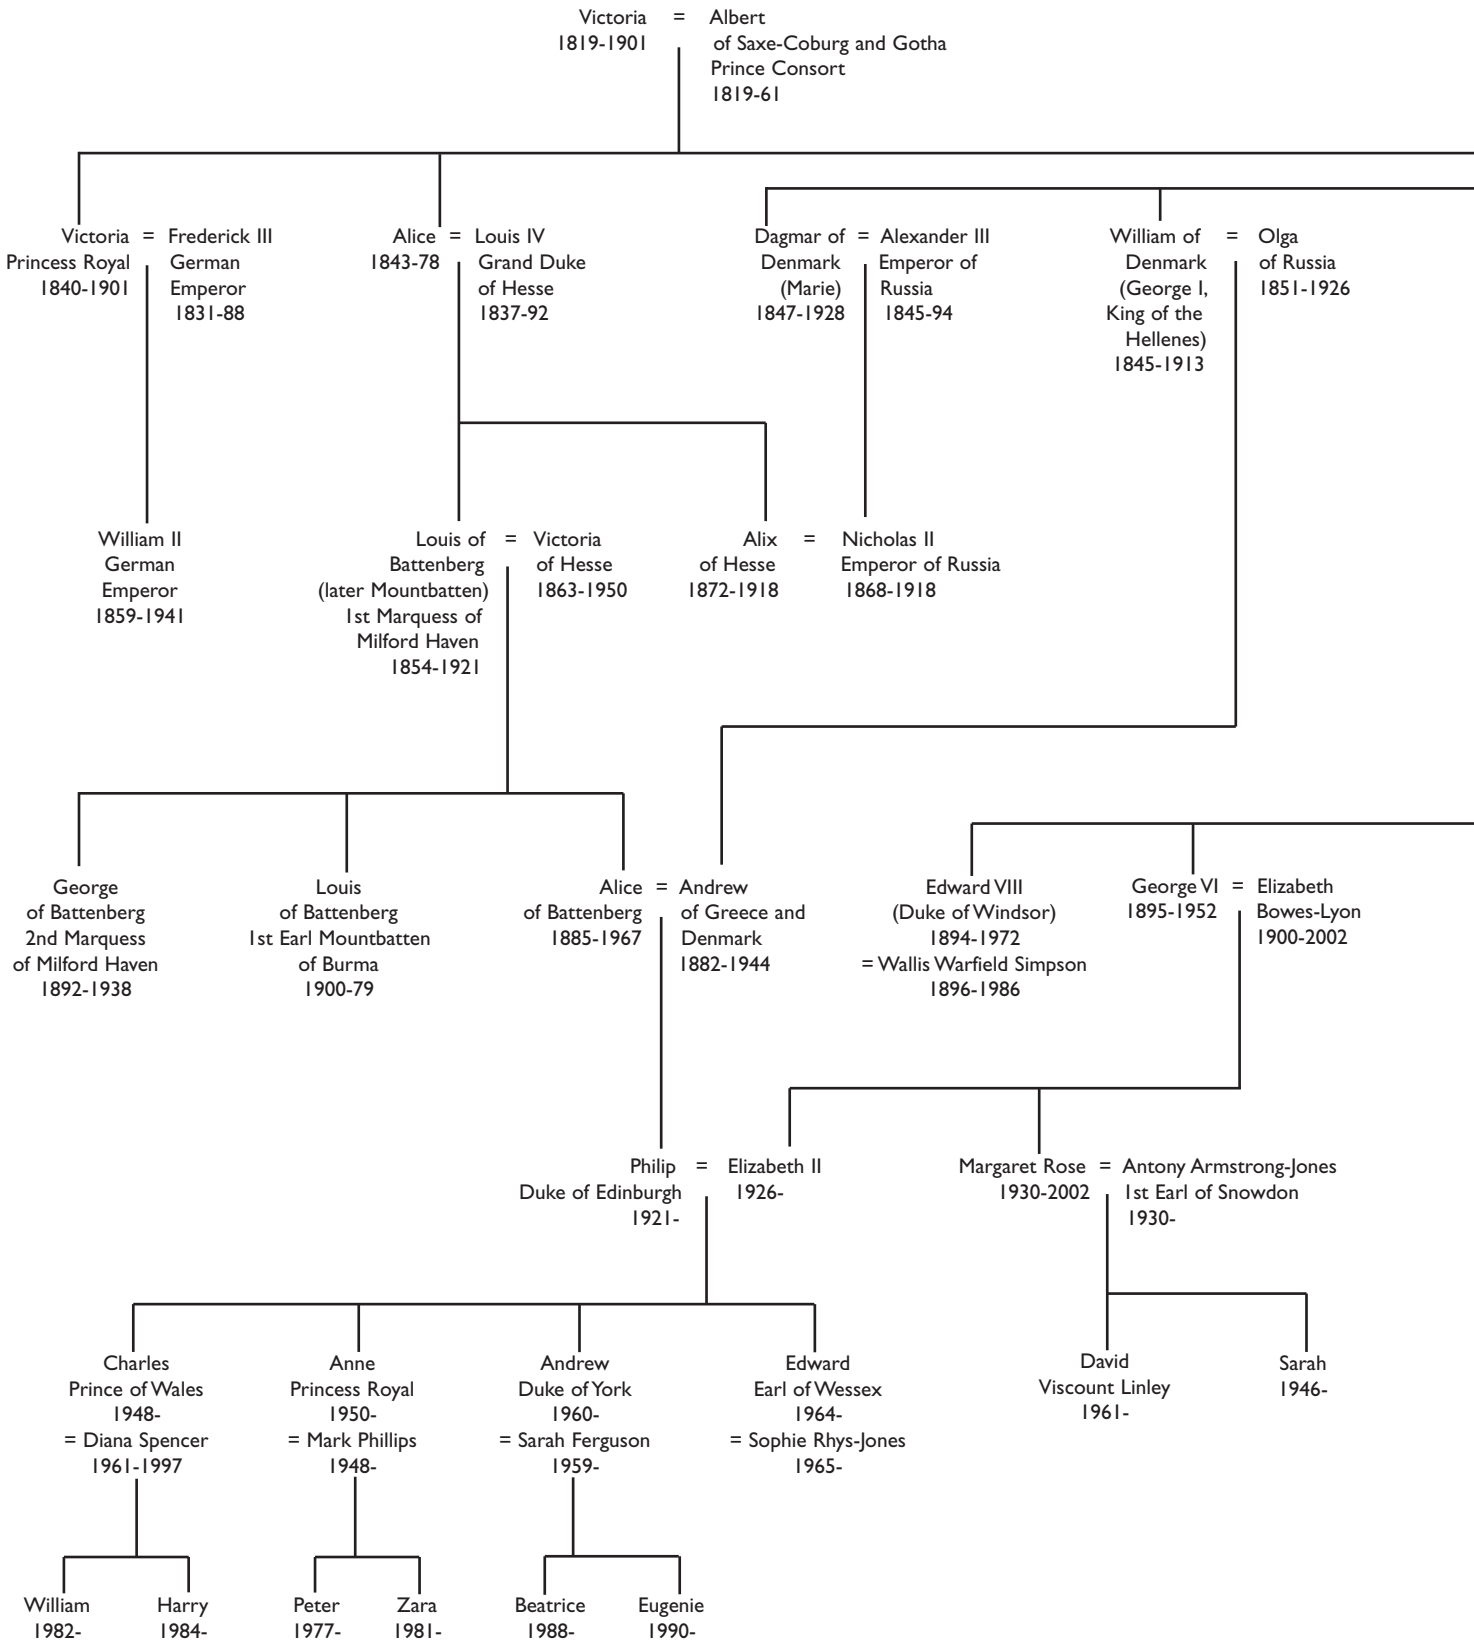 Victoria = Albert
1819-1901 of Saxe-Coburg and Gotha
Prince Consort
1819-61
Victoria = Frederick III
Princess Royal German
1840-1901 Emperor
1831-88
Alice = Louis IV
1843-78 Grand Duke
of Hesse
1837-92
Dagmar of = Alexander III
Denmark Emperor of
(Marie) Russia
1847-1928 1845-94
William of = Olga
Denmark of Russia
(George I, 1851-1926
King of the
Hellenes)
1845-1913
William II
German
Emperor
1859-1941
Louis of = Victoria
Battenberg of Hesse
(later Mountbatten) 1863-1950
1st Marquess of
Milford Haven
1854-1921
Alix = Nicholas II
of Hesse Emperor of Russia
1872-1918 1868-1918
George
of Battenberg
2nd Marquess
of Milford Haven
1892-1938
Louis
of Battenberg
1st Earl Mountbatten
of Burma
1900-79
Alice = Andrew
of Battenberg of Greece and
1885-1967 Denmark
1882-1944
Edward VIII
(Duke of Windsor)
1894-1972
= Wallis Warfield Simpson
1896-1986
George VI = Elizabeth
1895-1952 Bowes-Lyon
1900-2002
Philip = Elizabeth II
Duke of Edinburgh 1926-
1921-
Margaret Rose = Antony Armstrong-Jones
1930-2002 1st Earl of Snowdon
1930-
Charles
Prince of Wales
1948-
= Diana Spencer
1961-1997
Anne
Princess Royal
1950-
= Mark Phillips
1948-
Andrew
Duke of York
1960-
= Sarah Ferguson
1959-
Edward
Earl of Wessex
1964-
= Sophie Rhys-Jones
1965-
David
Viscount Linley
1961-
Sarah
1946-
William
1982-
Harry
1984-
Peter
1977-
Zara
1981-
Beatrice
1988-
Eugenie
1990-